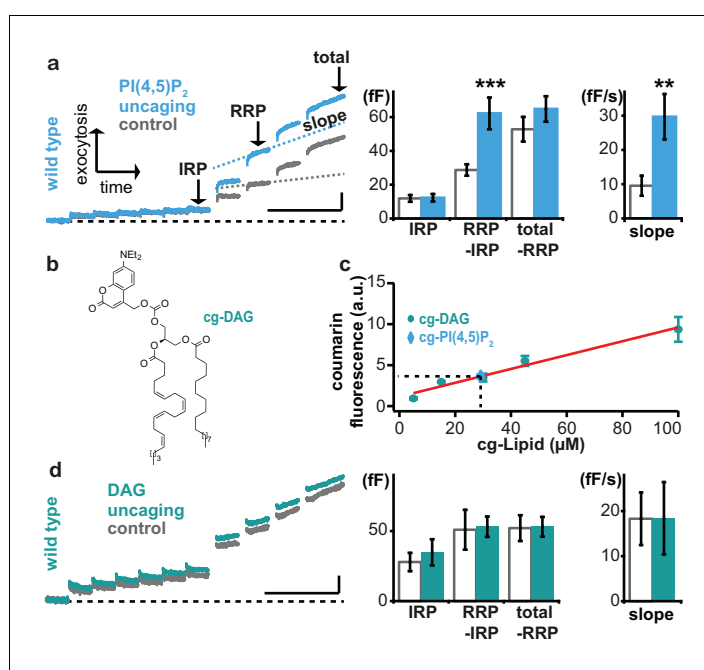 a
PI(4,5)P2
uncaging
control
wild type
exocytosis
time
IRP
RRP
total
slope
(fF)
60
40
20
0
***
IRP
RRP
-IRP
total
-RRP
(fF/s)
30
20
10
0
**
slope
b
NEt2
O
O
O
O
O
O
O
O
O
[ ]3
[ ]7
cg-DAG
c
coumarin
fluorescence (a.u.)
15
10
5
0
cg-DAG
cg-PI(4,5)P2
0
20
40
60
80
100
cg-Lipid (µM)
d
DAG
uncaging
control
wild type
(fF)
50
0
IRP
RRP
-IRP
total
-RRP
(fF/s)
20
10
0
slope